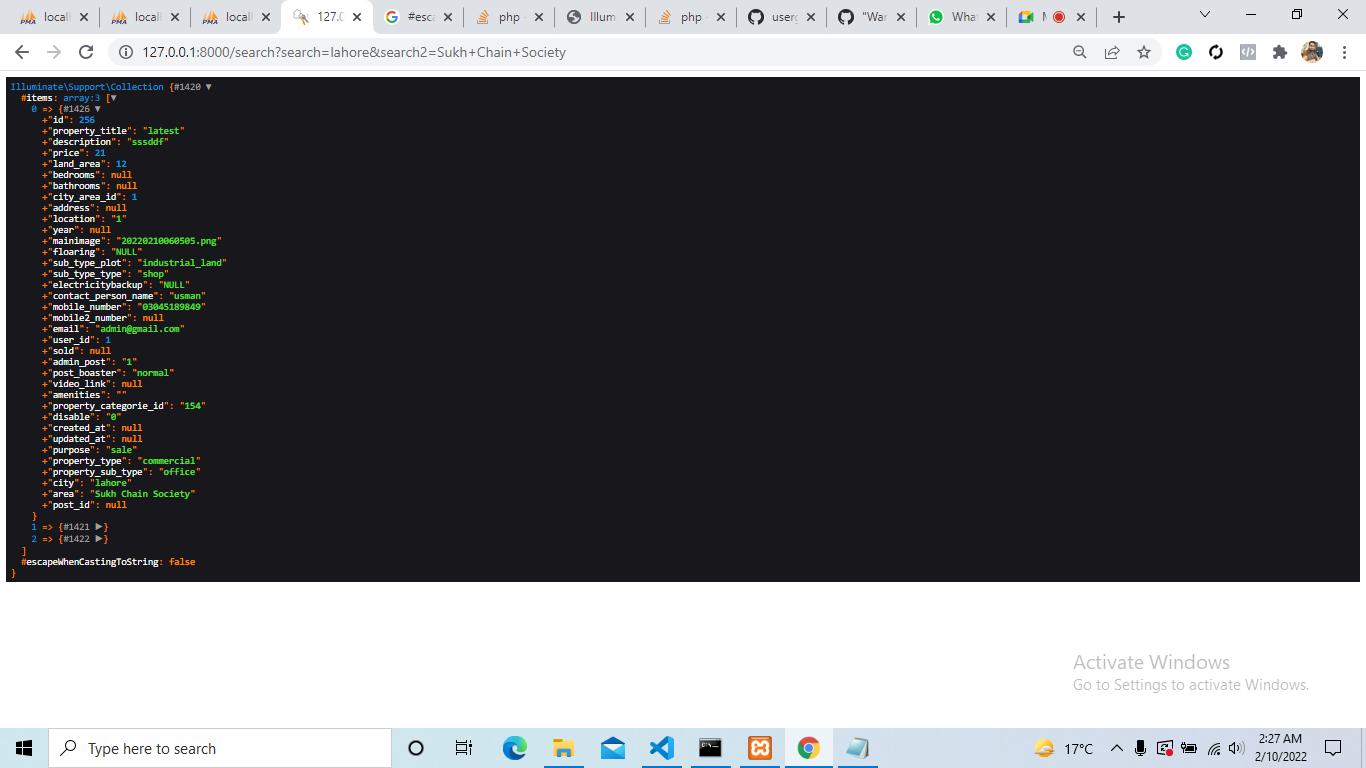 locall
locall
locall
127.0
#esca
php -
Illum
php -
userg
"War
What
M
127.0.0.1:8000/search?search=lahore&search2=Sukh+Chain+Society
Illuminate\Support\Collection {#1420 ▼
#items: array:3 [▼
0 => {#1426 ▼
+"id": 256
+"property_title": "latest"
+"description": "sssddf"
+"price": 21
+"land_area": 12
+"bedrooms": null
+"bathrooms": null
+"city_area_id": 1
+"address": null
+"location": "1"
+"year": null
+"mainimage": "20220210060505.png"
+"floaring": "NULL"
+"sub_type_plot": "industrial_land"
+"sub_type_type": "shop"
+"electricitybackup": "NULL"
+"contact_person_name": "usman"
+"mobile_number": "03045189849"
+"mobile2_number": null
+"email": "admin@gmail.com"
+"user_id": 1
+"sold": null
+"admin_post": "1"
+"post_boaster": "normal"
+"video_link": null
+"amenities": ""
+"property_categorie_id": "154"
+"disable": "0"
+"created_at": null
+"updated_at": null
+"purpose": "sale"
+"property_type": "commercial"
+"property_sub_type": "office"
+"city": "lahore"
+"area": "Sukh Chain Society"
+"post_id": null
}
1 => {#1421 ▶}
2 => {#1422 ▶}
]
#escapeWhenCastingToString: false
}
Activate Windows
Go to Settings to activate Windows.
Type here to search
17°C
2:27 AM
2/10/2022